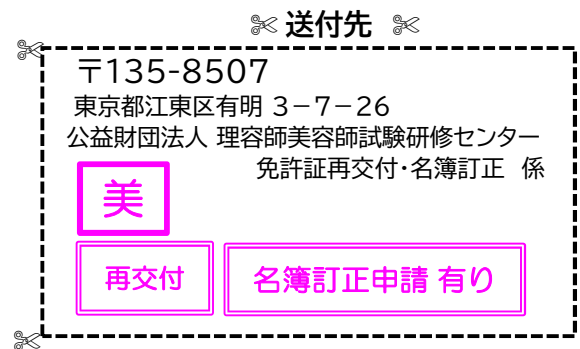 ✄ 送付先 ✄
〒135-8507
東京都江東区有明 3－7－26
公益財団法人 理容師美容師試験研修センター
免許証再交付・名簿訂正 係
美
再交付
名簿訂正申請 有り